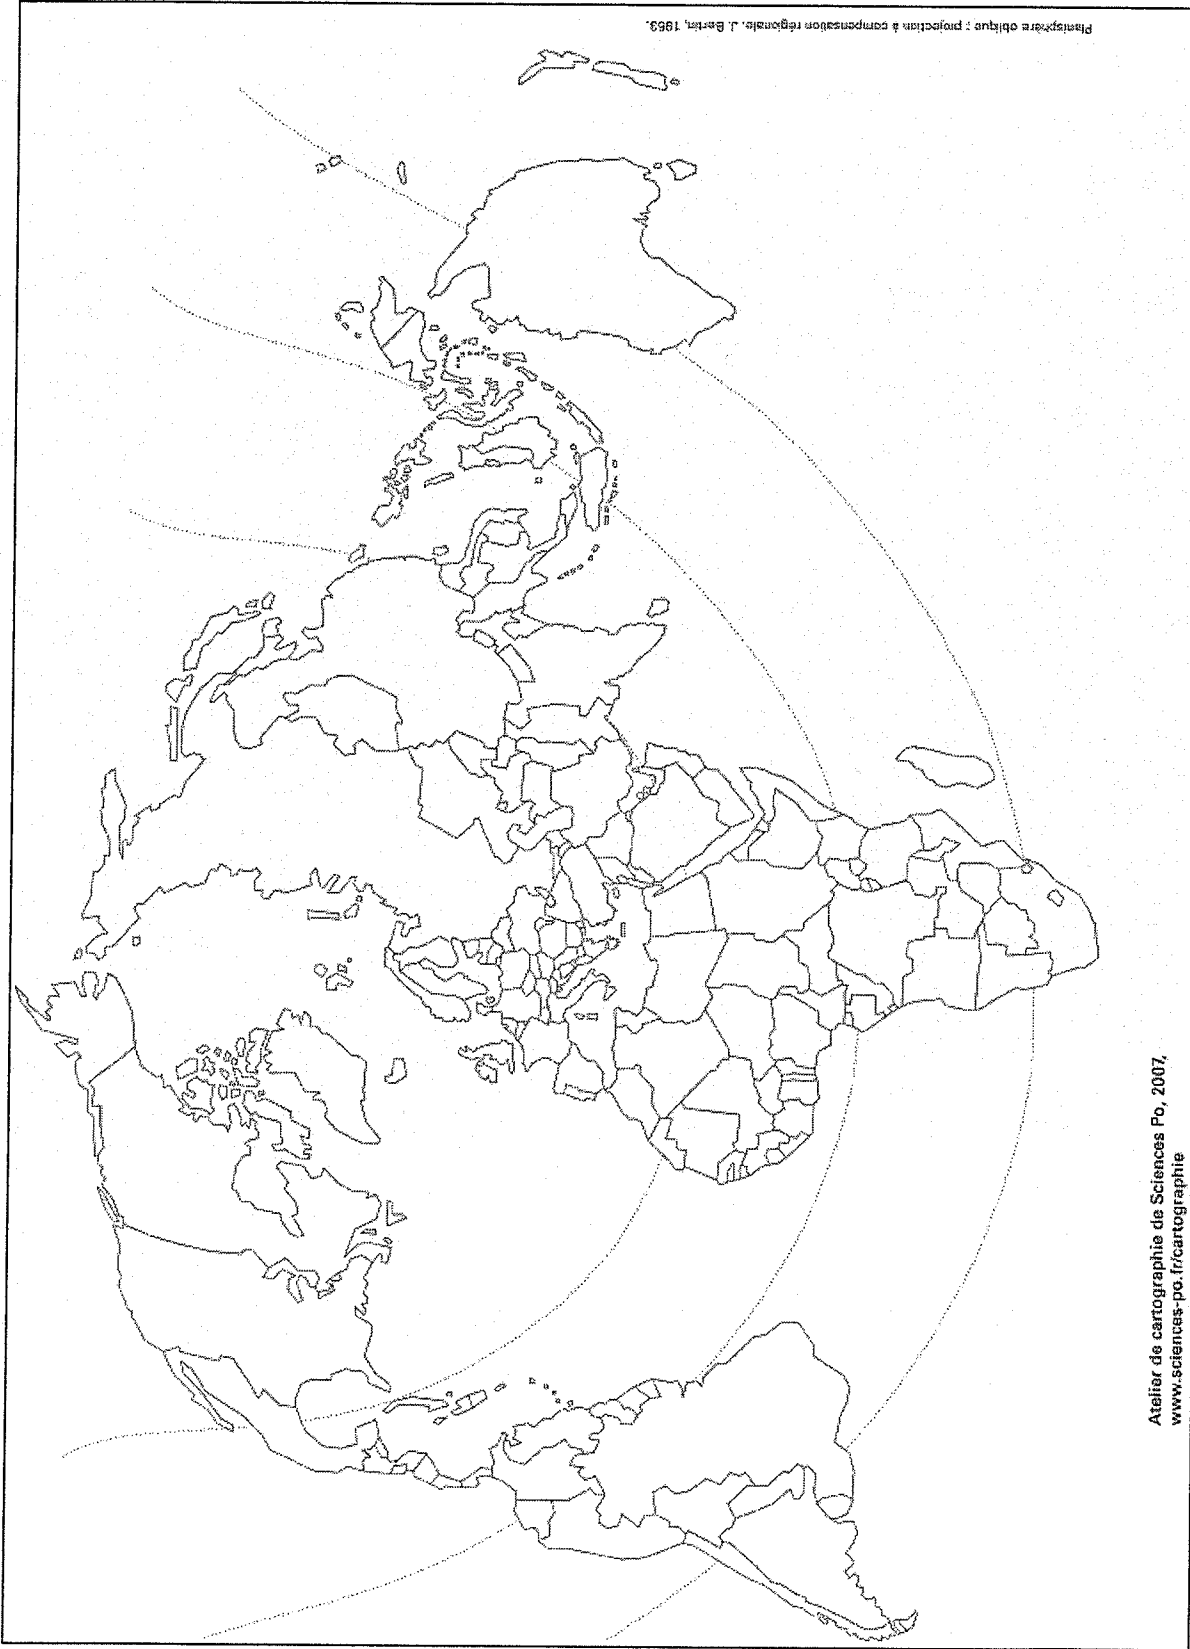 Planisphère oblique ; projection à compensation régionale. J. Bertin, 1953.
Atelier de cartographie de Sciences Po, 2007,
www.sciences-po.fr/cartographie